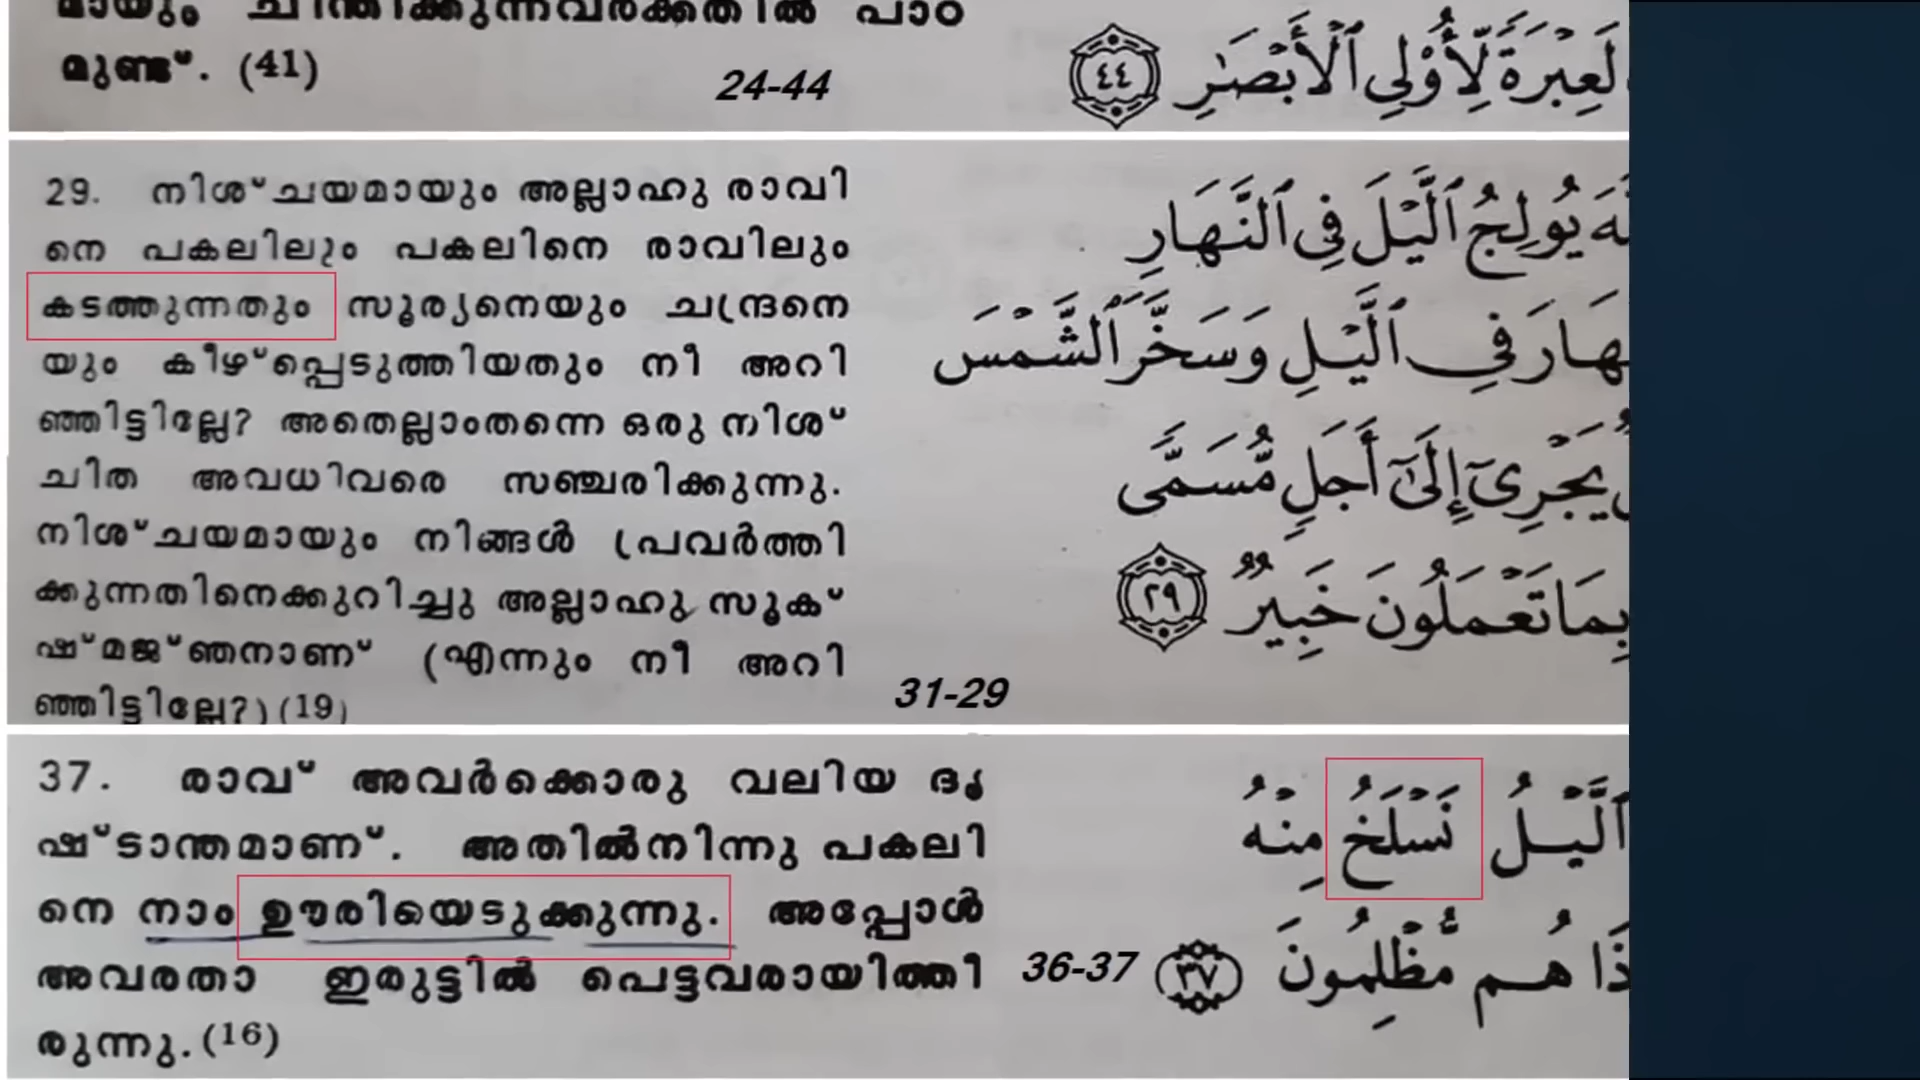 മായും ചിന്തിക്കുന്നവർക്കതിൽ പാഠ
മുണ്ട്. (41)
24-44
لَعِبْرَةً لِّأُو۟لِى ٱلْأَبْصَـٰرِ ٤٤
29. നിശ്ചയമായും അല്ലാഹു രാവി
നെ പകലിലും പകലിനെ രാവിലും
കടത്തുന്നതും സൂര്യനെയും ചന്ദ്രനെ
യും കീഴ്പ്പെടുത്തിയതും നീ അറി
ഞ്ഞിട്ടില്ലേ? അതെല്ലാംതന്നെ ഒരു നിശ്
ചിത അവധിവരെ സഞ്ചരിക്കുന്നു.
നിശ്ചയമായും നിങ്ങൾ പ്രവർത്തി
ക്കുന്നതിനെക്കുറിച്ചു അല്ലാഹു സൂക്
ഷ്മജ്ഞനാണ് (എന്നും നീ അറി
ഞ്ഞിട്ടില്ലേ?) (19)
يُولِجُ ٱلَّيْلَ فِى ٱلنَّهَارِ
فِى ٱلَّيْلِ وَسَخَّرَ ٱلشَّمْسَ
يَجْرِىٓ إِلَىٰٓ أَجَلٍ مُّسَمًّى
بِمَا تَعْمَلُونَ خَبِيرٌ ٢٩
31-29
37. രാവ് അവർക്കൊരു വലിയ ദൃ
ഷ്ടാന്തമാണ്. അതിൽനിന്നു പകലി
നെ നാം ഊരിയെടുക്കുന്നു. അപ്പോൾ
അവരതാ ഇരുട്ടിൽ പെട്ടവരായിത്തീ
രുന്നു. (16)
ٱلَّيْلُ نَسْلَخُ مِنْهُ
هُم مُّظْلِمُونَ ٣٧
36-37